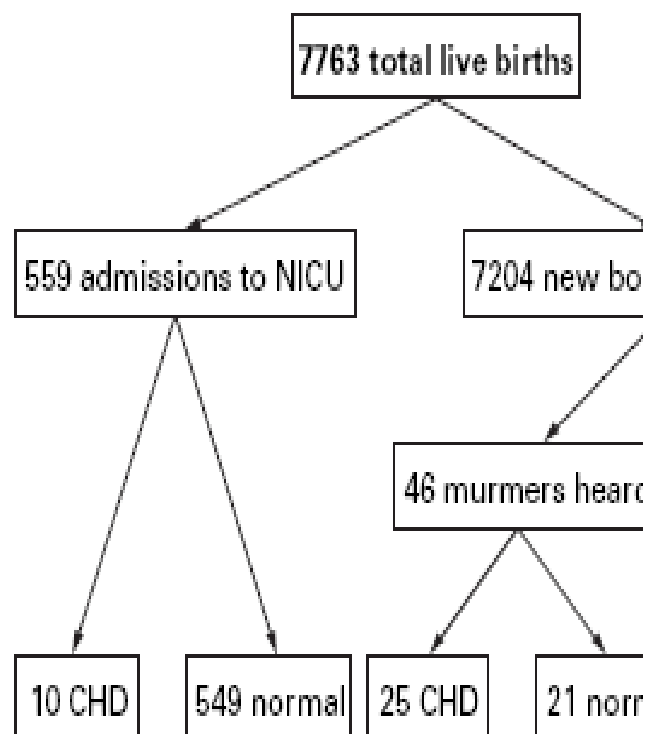 7763 total live births
559 admissions to NICU
7204 new bo
46 murmers heard
10 CHD
549 normal
25 CHD
21 norm